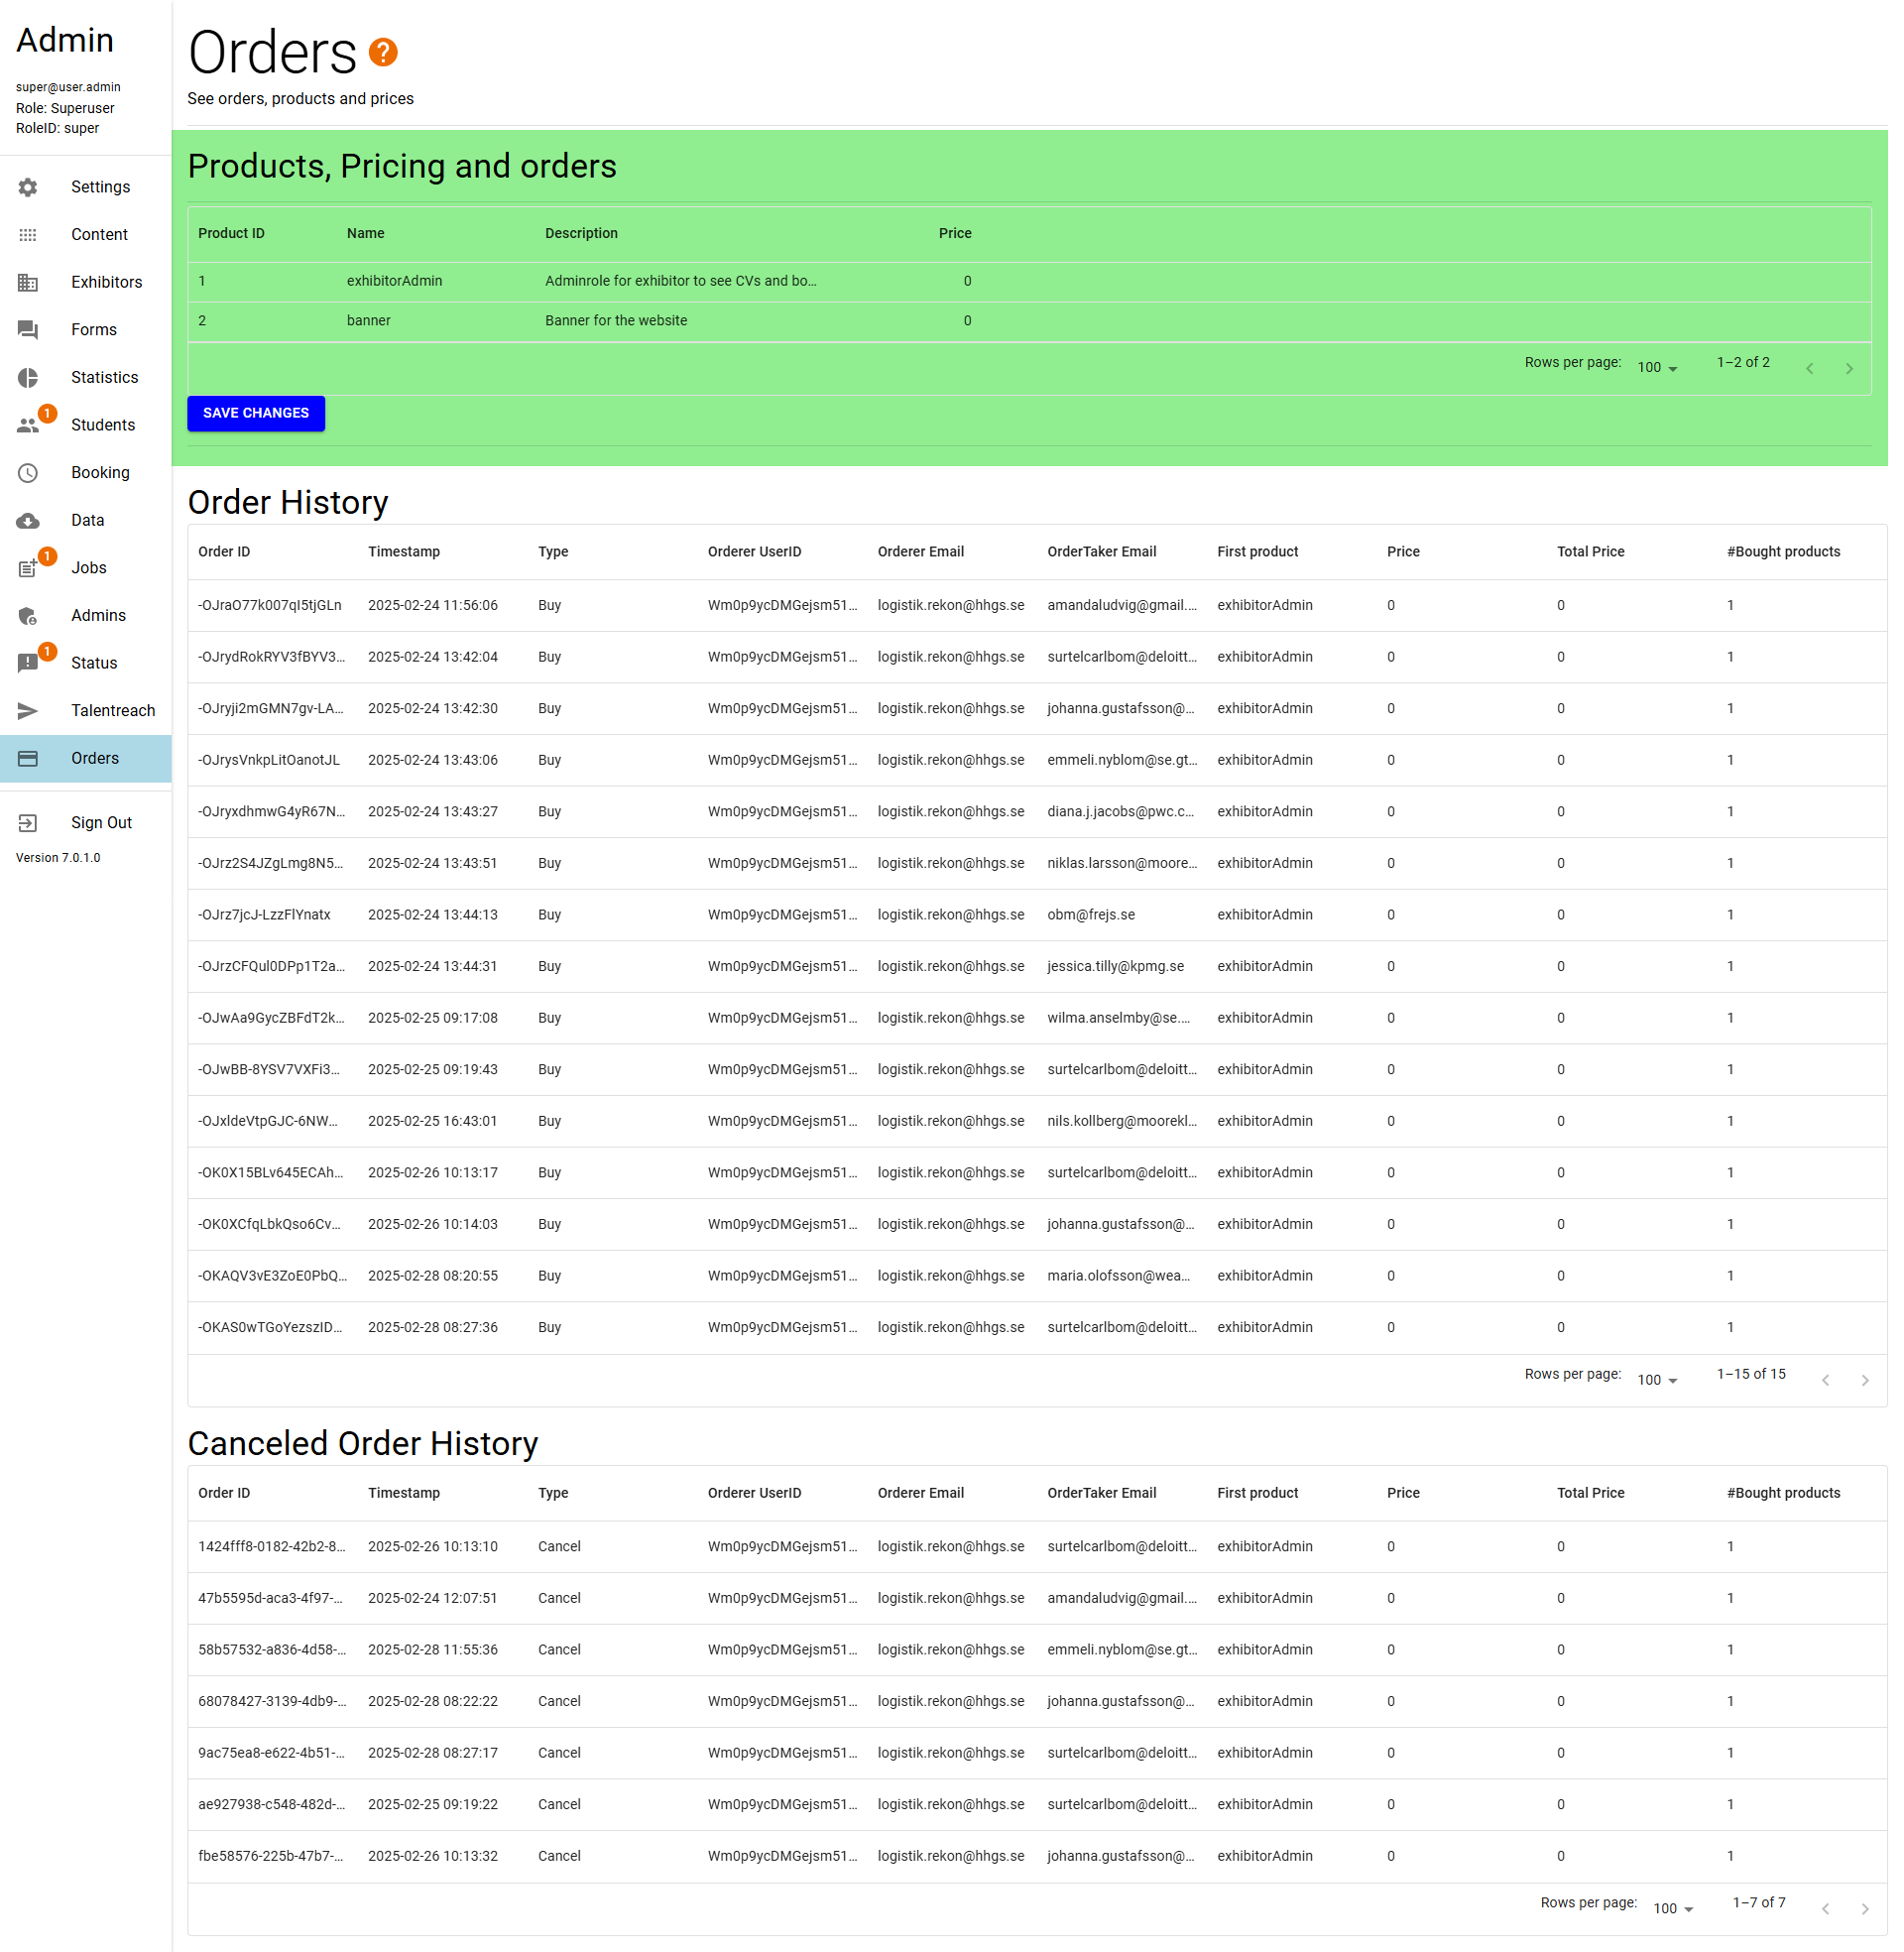 Admin
super@user.admin
Role: Superuser
RoleID: super
Settings
Content
Exhibitors
Forms
Statistics
1
Students
Booking
Data
1
Jobs
Admins
1
Status
Talentreach
Orders
Sign Out
Version 7.0.1.0
Orders ?
See orders, products and prices
Products, Pricing and orders
Product ID Name Description Price
1 exhibitorAdmin Adminrole for exhibitor to see CVs and bo... 0
2 banner Banner for the website 0
Rows per page: 100 1–2 of 2
SAVE CHANGES
Order History
Order ID Timestamp Type Orderer UserID Orderer Email OrderTaker Email First product Price Total Price #Bought products
-OJraO77k007qI5tjGLn 2025-02-24 11:56:06 Buy Wm0p9ycDMGejsm51... logistik.rekon@hhgs.se amandaludvig@gmail.... exhibitorAdmin 0 0 1
-OJrydRokRYV3fBYV3... 2025-02-24 13:42:04 Buy Wm0p9ycDMGejsm51... logistik.rekon@hhgs.se surtelcarlbom@deloitt... exhibitorAdmin 0 0 1
-OJryji2mGMN7gv-LA... 2025-02-24 13:42:30 Buy Wm0p9ycDMGejsm51... logistik.rekon@hhgs.se johanna.gustafsson@... exhibitorAdmin 0 0 1
-OJrysVnkpLitOanotJL 2025-02-24 13:43:06 Buy Wm0p9ycDMGejsm51... logistik.rekon@hhgs.se emmeli.nyblom@se.gt... exhibitorAdmin 0 0 1
-OJryxdhmwG4yR67N... 2025-02-24 13:43:27 Buy Wm0p9ycDMGejsm51... logistik.rekon@hhgs.se diana.j.jacobs@pwc.c... exhibitorAdmin 0 0 1
-OJrz2S4JZgLmg8N5... 2025-02-24 13:43:51 Buy Wm0p9ycDMGejsm51... logistik.rekon@hhgs.se niklas.larsson@moore... exhibitorAdmin 0 0 1
-OJrz7jcJ-LzzFlYnatx 2025-02-24 13:44:13 Buy Wm0p9ycDMGejsm51... logistik.rekon@hhgs.se obm@frejs.se exhibitorAdmin 0 0 1
-OJrzCFQul0DPp1T2a... 2025-02-24 13:44:31 Buy Wm0p9ycDMGejsm51... logistik.rekon@hhgs.se jessica.tilly@kpmg.se exhibitorAdmin 0 0 1
-OJwAa9GycZBFdT2k... 2025-02-25 09:17:08 Buy Wm0p9ycDMGejsm51... logistik.rekon@hhgs.se wilma.anselmby@se.... exhibitorAdmin 0 0 1
-OJwBB-8YSV7VXFi3... 2025-02-25 09:19:43 Buy Wm0p9ycDMGejsm51... logistik.rekon@hhgs.se surtelcarlbom@deloitt... exhibitorAdmin 0 0 1
-OJxldeVtpGJC-6NW... 2025-02-25 16:43:01 Buy Wm0p9ycDMGejsm51... logistik.rekon@hhgs.se nils.kollberg@moorekl... exhibitorAdmin 0 0 1
-OK0X15BLv645ECAh... 2025-02-26 10:13:17 Buy Wm0p9ycDMGejsm51... logistik.rekon@hhgs.se surtelcarlbom@deloitt... exhibitorAdmin 0 0 1
-OK0XCfqLbkQso6Cv... 2025-02-26 10:14:03 Buy Wm0p9ycDMGejsm51... logistik.rekon@hhgs.se johanna.gustafsson@... exhibitorAdmin 0 0 1
-OKAQV3vE3ZoE0PbQ... 2025-02-28 08:20:55 Buy Wm0p9ycDMGejsm51... logistik.rekon@hhgs.se maria.olofsson@wea... exhibitorAdmin 0 0 1
-OKAS0wTGoYezszID... 2025-02-28 08:27:36 Buy Wm0p9ycDMGejsm51... logistik.rekon@hhgs.se surtelcarlbom@deloitt... exhibitorAdmin 0 0 1
Rows per page: 100 1–15 of 15
Canceled Order History
Order ID Timestamp Type Orderer UserID Orderer Email OrderTaker Email First product Price Total Price #Bought products
1424fff8-0182-42b2-8... 2025-02-26 10:13:10 Cancel Wm0p9ycDMGejsm51... logistik.rekon@hhgs.se surtelcarlbom@deloitt... exhibitorAdmin 0 0 1
47b5595d-aca3-4f97-... 2025-02-24 12:07:51 Cancel Wm0p9ycDMGejsm51... logistik.rekon@hhgs.se amandaludvig@gmail.... exhibitorAdmin 0 0 1
58b57532-a836-4d58-... 2025-02-28 11:55:36 Cancel Wm0p9ycDMGejsm51... logistik.rekon@hhgs.se emmeli.nyblom@se.gt... exhibitorAdmin 0 0 1
68078427-3139-4db9-... 2025-02-28 08:22:22 Cancel Wm0p9ycDMGejsm51... logistik.rekon@hhgs.se johanna.gustafsson@... exhibitorAdmin 0 0 1
9ac75ea8-e622-4b51-... 2025-02-28 08:27:17 Cancel Wm0p9ycDMGejsm51... logistik.rekon@hhgs.se surtelcarlbom@deloitt... exhibitorAdmin 0 0 1
ae927938-c548-482d-... 2025-02-25 09:19:22 Cancel Wm0p9ycDMGejsm51... logistik.rekon@hhgs.se surtelcarlbom@deloitt... exhibitorAdmin 0 0 1
fbe58576-225b-47b7-... 2025-02-26 10:13:32 Cancel Wm0p9ycDMGejsm51... logistik.rekon@hhgs.se johanna.gustafsson@... exhibitorAdmin 0 0 1
Rows per page: 100 1–7 of 7